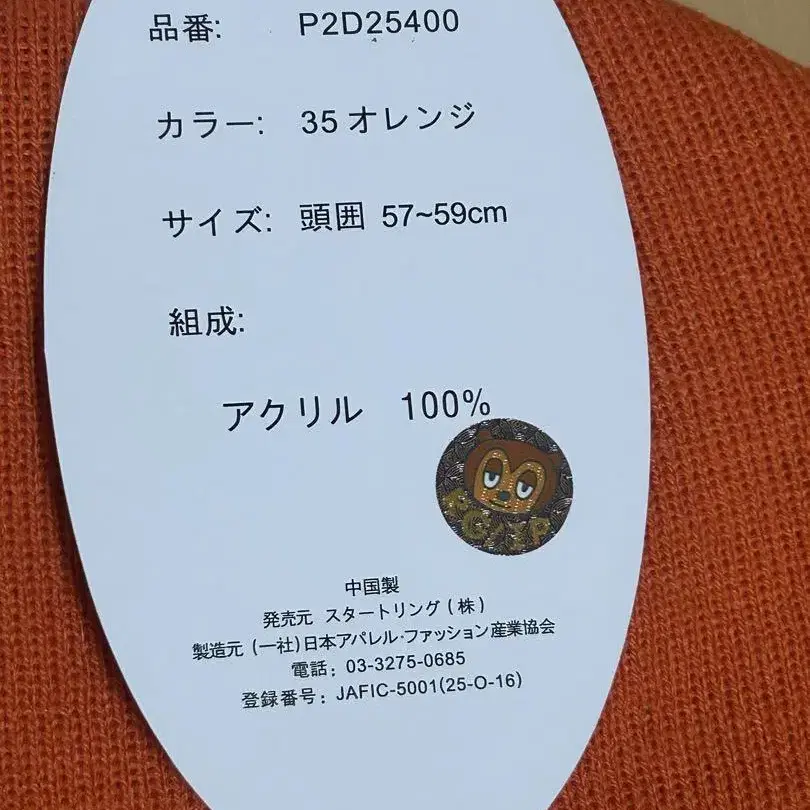 品番: P2D25400
カラー: 35 オレンジ
サイズ: 頭囲 57~59cm
組成:
アクリル 100%
中国製
発売元 スタートリング (株)
製造元 (一社)日本アパレル・ファッション産業協会
電話: 03-3275-0685
登録番号: JAFIC-5001(25-O-16)